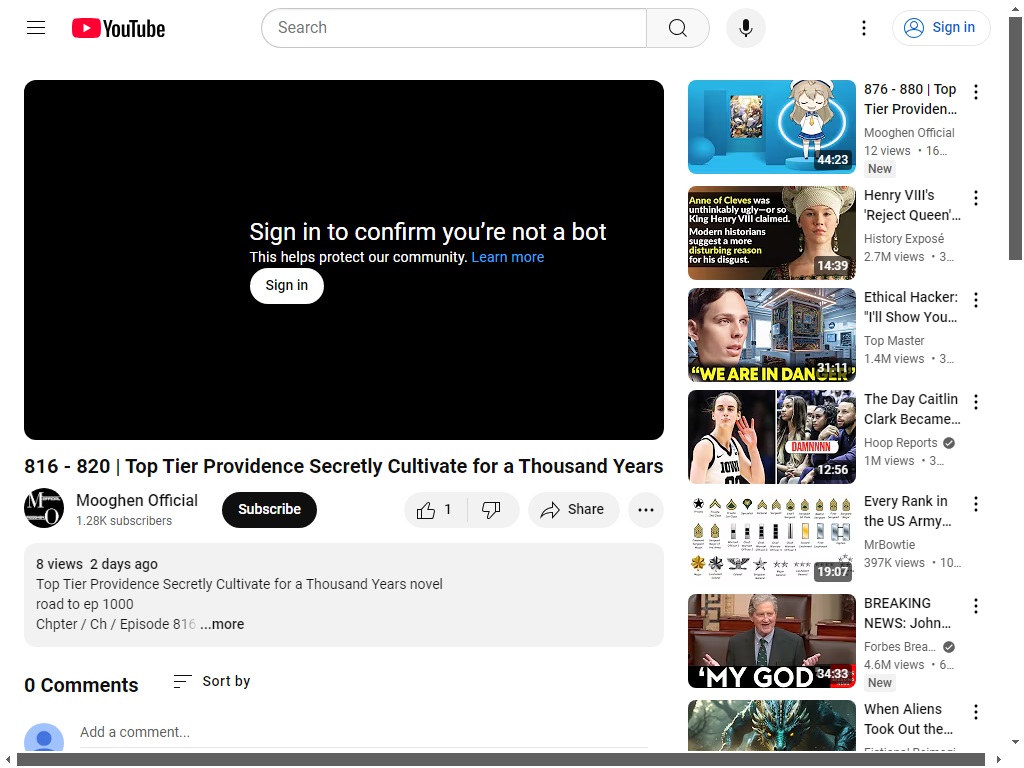 YouTube
Search
Sign in
Sign in to confirm you're not a bot
This helps protect our community. Learn more
Sign in
816 - 820 | Top Tier Providence Secretly Cultivate for a Thousand Years
Mooghen Official
1.28K subscribers
Subscribe
1
Share
8 views 2 days ago
Top Tier Providence Secretly Cultivate for a Thousand Years novel
road to ep 1000
Chpter / Ch / Episode 816 ...more
0 Comments
Sort by
Add a comment...
44:23
876 - 880 | Top
Tier Providen...
Mooghen Official
12 views • 16...
New
Anne of Cleves was
unthinkably ugly—or so
King Henry VIII claimed.
Modern historians
suggest a more
disturbing reason
for his disgust.
14:39
Henry VIII's
'Reject Queen'...
History Exposé
2.7M views • 3...
"WE ARE IN DANGER"
31:11
Ethical Hacker:
"I'll Show You...
Top Master
1.4M views • 3...
IOWA
DAMNNNN
12:56
The Day Caitlin
Clark Became...
Hoop Reports
1M views • 3...
19:07
Every Rank in
the US Army...
MrBowtie
397K views • 10...
'MY GOD'
34:33
BREAKING
NEWS: John...
Forbes Brea...
4.6M views • 6...
New
When Aliens
Took Out the...